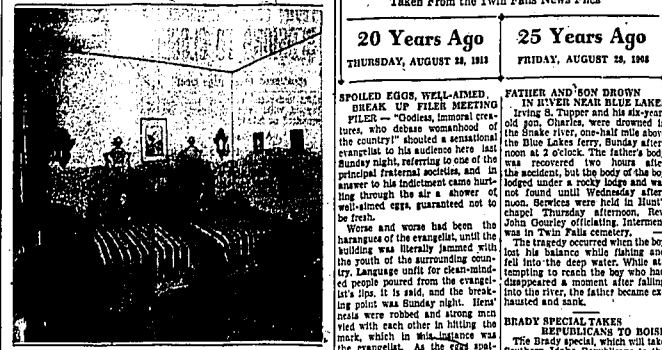 Taken From the Twin Falls News Files
20 Years Ago
THURSDAY, AUGUST 28, 1913
SPOILED EGGS, WELL-AIMED,
BREAK UP FILER MEETING
FILER — "Godless, immoral crea-
tures, who debase womanhood of
the country!" shouted a sensational
evangelist to his audience here last
Sunday night, referring to one of the
principal fraternal societies, and in
answer to his indictment came hurt-
ling through the air a shower of
well-aimed eggs, guaranteed not to
be fresh.
Worse and worse had been the
harangues of the evangelist, until the
building was literally jammed with
the youth of the surrounding coun-
try. Language unfit for clean-mind-
ed people poured from the evangel-
ist's lips, it is said, and the break-
ing point was Sunday night. Hens'
nests were robbed and strong men
vied with each other in hitting the
mark, which in this instance was
the evangelist. As the eggs spat-
25 Years Ago
FRIDAY, AUGUST 28, 1908
FATHER AND SON DROWN
IN RIVER NEAR BLUE LAKE
Irving S. Tupper and his six-year
old son, Charles, were drowned i
the Snake river, one-half mile abov
the Blue Lakes ferry, Sunday after
noon at 2 o'clock. The father's bod
was recovered two hours afte
the accident, but the body of the bo
lodged under a rocky lodge and wa
not found until Wednesday after
noon. Services were held in Hunt'
chapel Thursday afternoon, Rev
John Gourley officiating. Intermen
was in Twin Falls cemetery.
The tragedy occurred when the bo
lost his balance while fishing an
fell into the deep water. While at
tempting to reach the boy who ha
disappeared a moment after fallin
into the river, the father became ex
hausted and sank.
BRADY SPECIAL TAKES
REPUBLICANS TO BOIS
The Brady special, which will tak